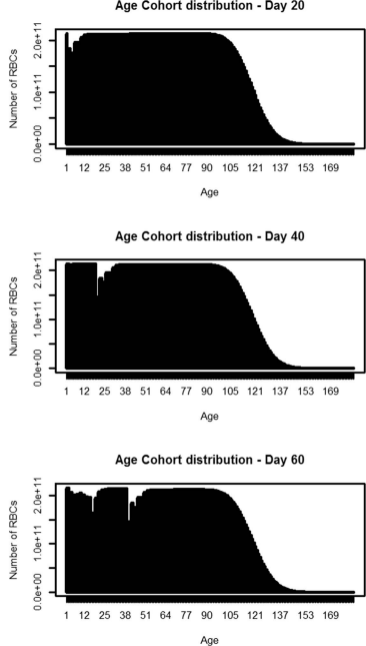 Age Cohort distribution - Day 20
Number of RBCs
0.0e+00 1.0e+11 2.0e+11
1 12 25 38 51 64 77 90 105 121 137 153 169
Age
Age Cohort distribution - Day 40
Number of RBCs
0.0e+00 1.0e+11 2.0e+11
1 12 25 38 51 64 77 90 105 121 137 153 169
Age
Age Cohort distribution - Day 60
Number of RBCs
0.0e+00 1.0e+11 2.0e+11
1 12 25 38 51 64 77 90 105 121 137 153 169
Age